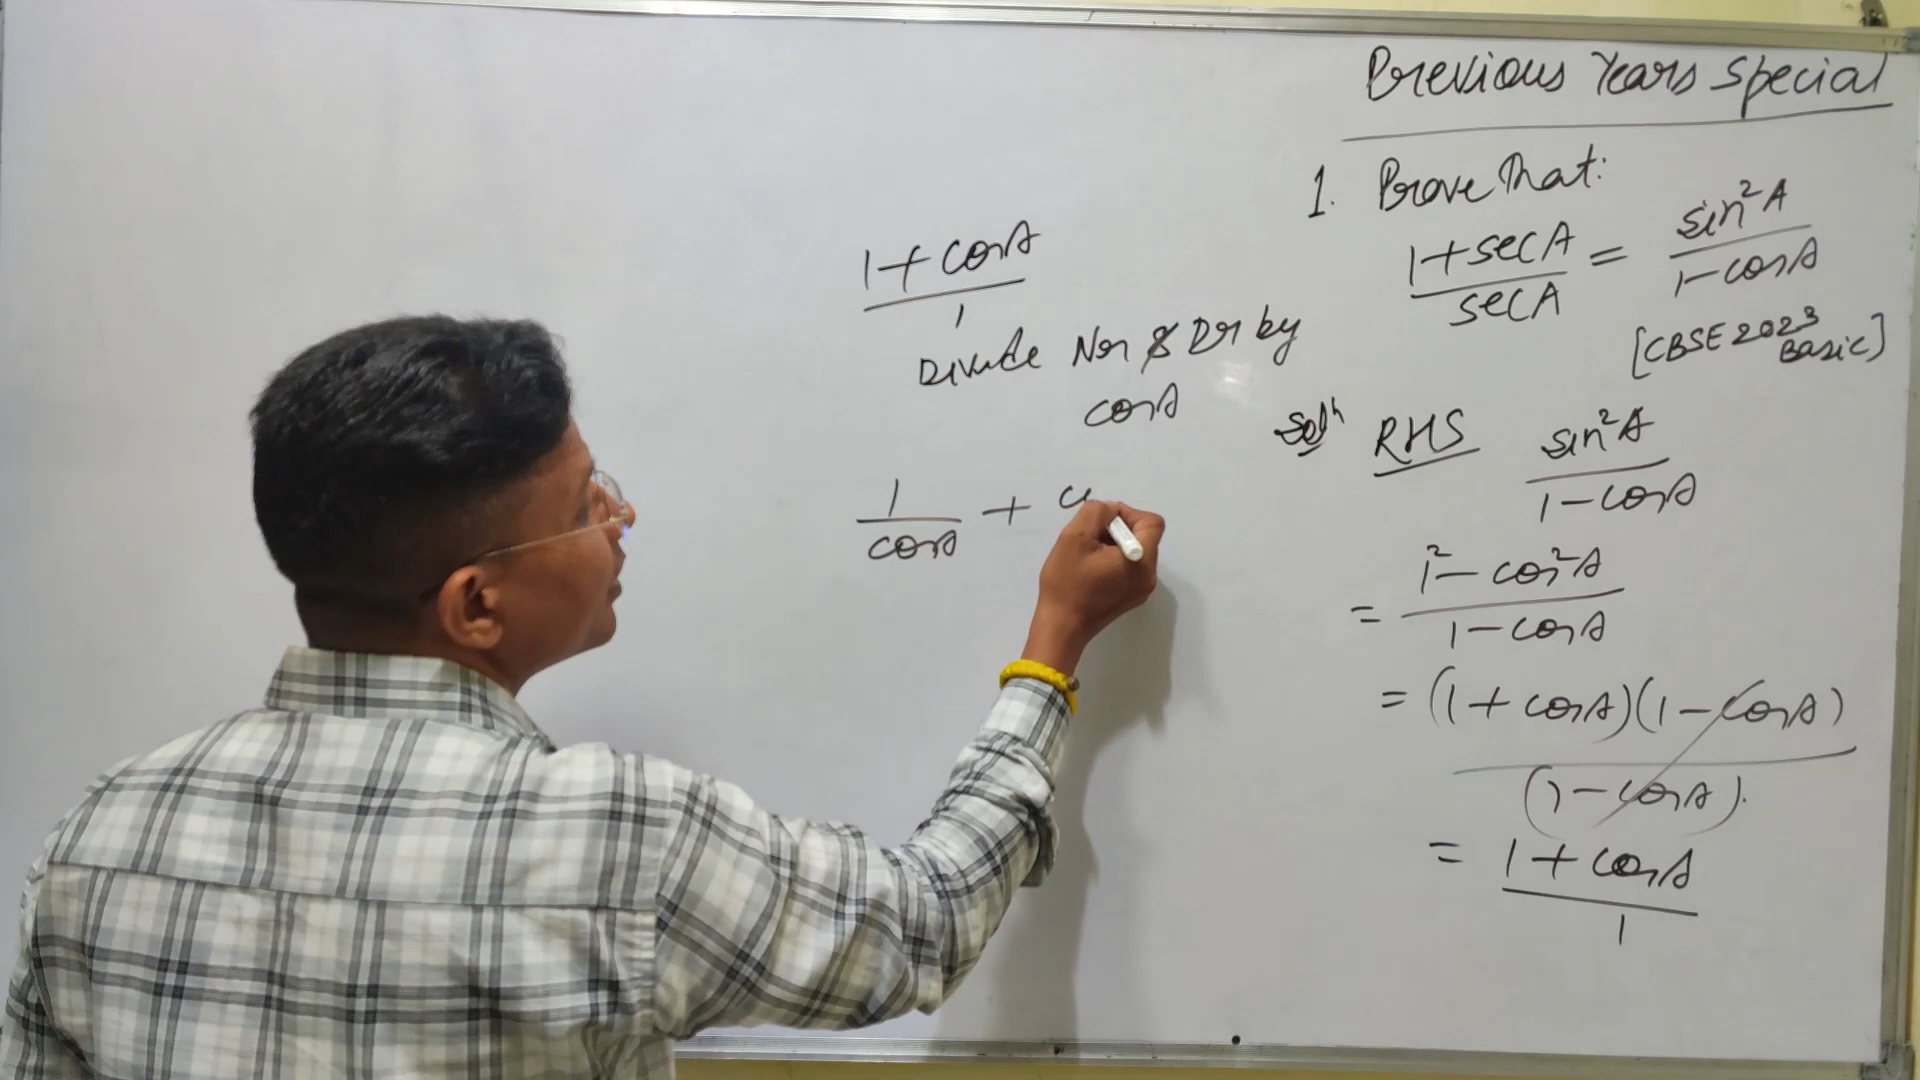 Previous Years Special
1. Prove That:
1+secA / secA = sin²A / 1-cosA
[CBSE 2023 Basic]
Solⁿ RHS sin²A / 1-cosA
= 1²-cos²A / 1-cosA
= (1+cosA)(1-cosA) / (1-cosA).
= 1+cosA / 1
1+cosA / 1
Divide Nr & Dr by
cosA
1 / cosA + co